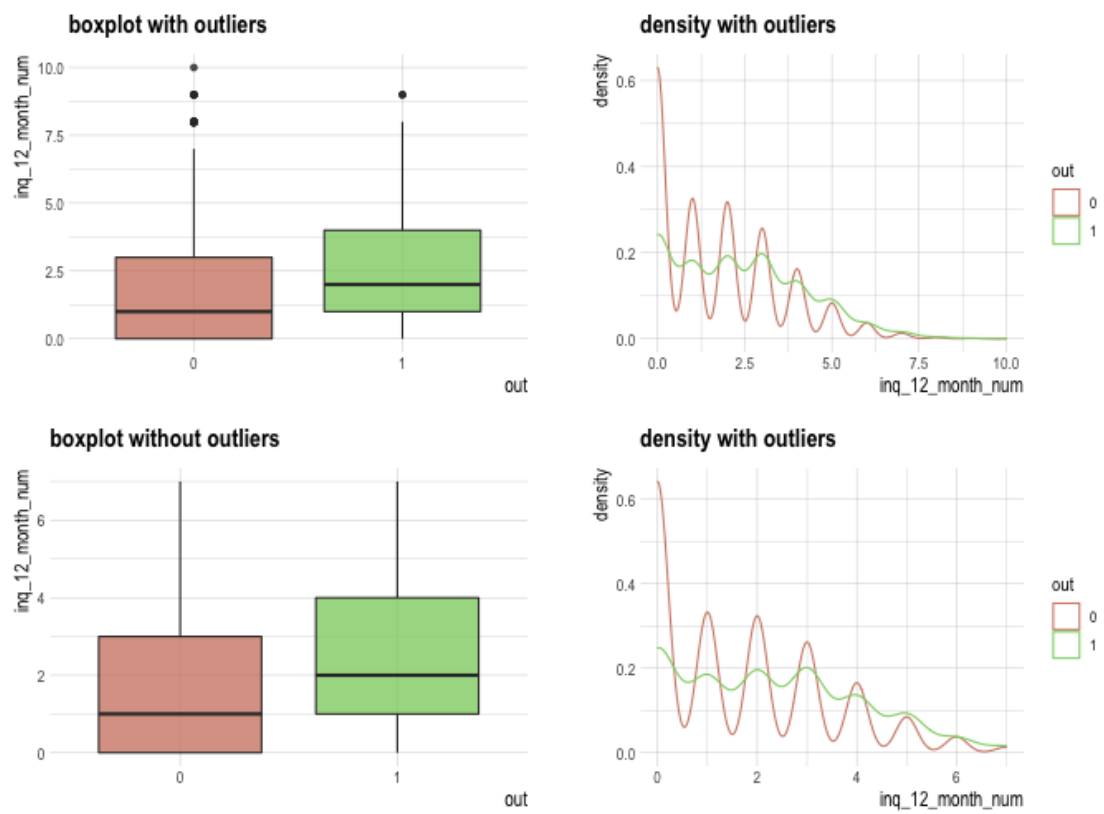 boxplot with outliers
inq_12_month_num
10.0
7.5
5.0
2.5
0.0
0 1
out
density with outliers
density
0.6
0.4
0.2
0.0
0.0 2.5 5.0 7.5 10.0
inq_12_month_num
out
0
1
boxplot without outliers
inq_12_month_num
6
4
2
0
0 1
out
density with outliers
density
0.6
0.4
0.2
0.0
0 2 4 6
inq_12_month_num
out
0
1